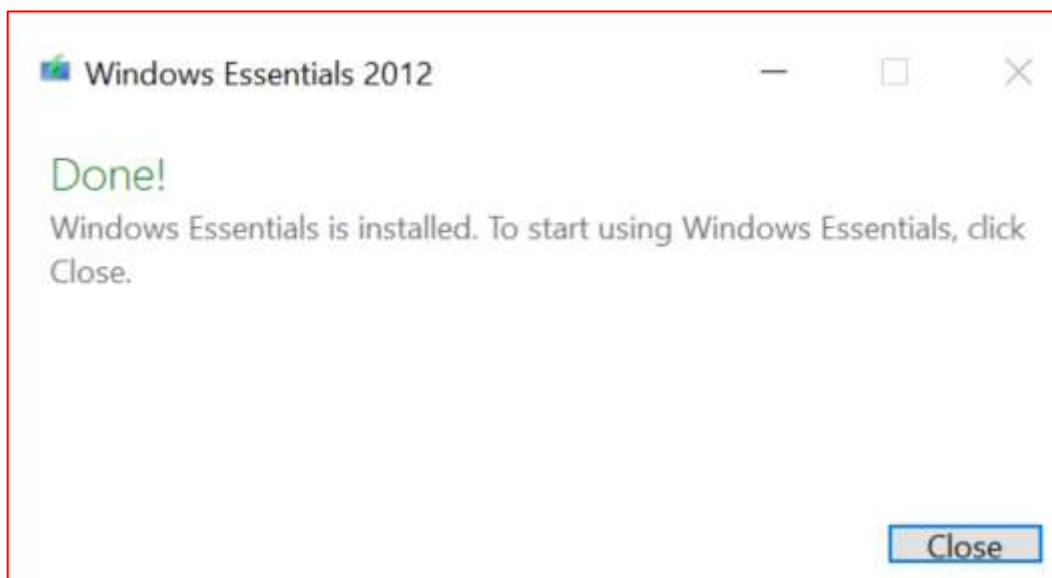 Windows Essentials 2012
Done!
Windows Essentials is installed. To start using Windows Essentials, click
Close.
Close